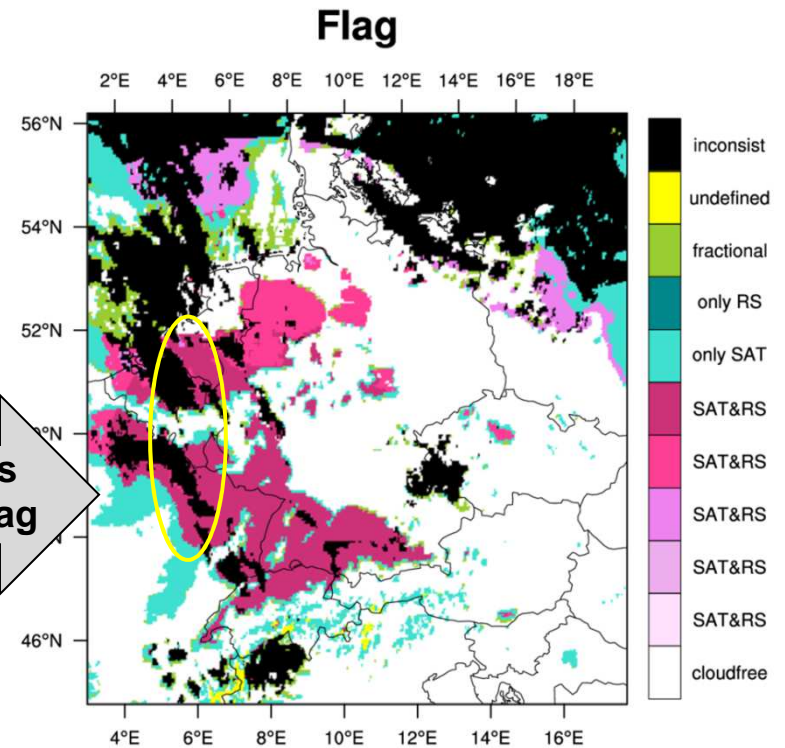 Flag
2°E 4°E 6°E 8°E 10°E 12°E 14°E 16°E 18°E
56°N
54°N
52°N
46°N
4°E 6°E 8°E 10°E 12°E 14°E 16°E
inconsist
undefined
fractional
only RS
only SAT
SAT&RS
SAT&RS
SAT&RS
SAT&RS
SAT&RS
cloudfree